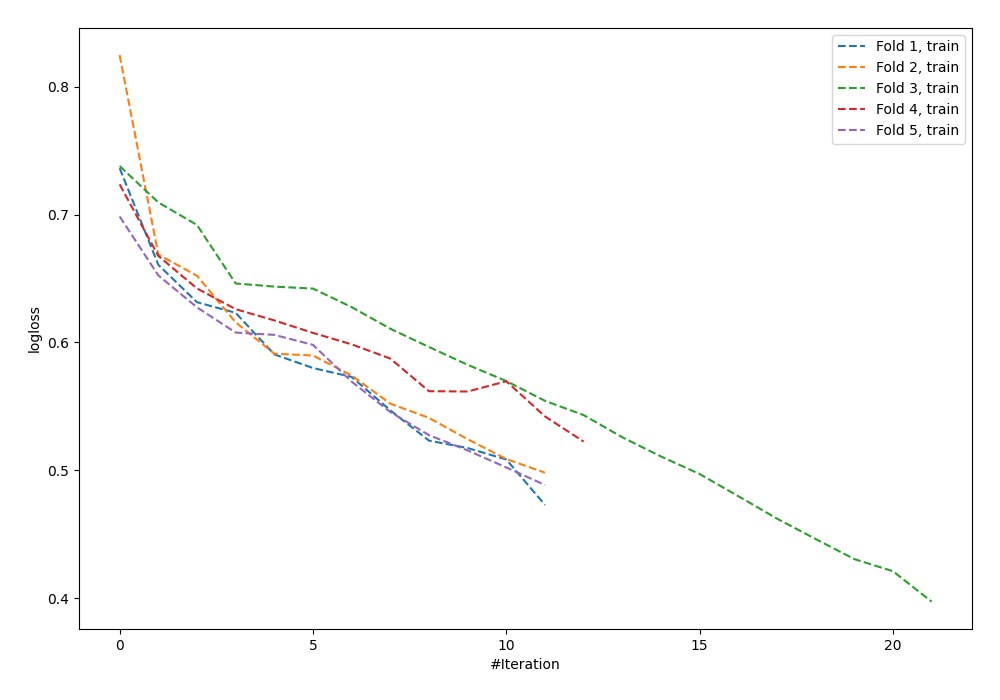 Fold 1, train
Fold 2, train
Fold 3, train
Fold 4, train
Fold 5, train
0.8
0.7
0.6
0.5
0.4
logloss
0 5 10 15 20
#Iteration